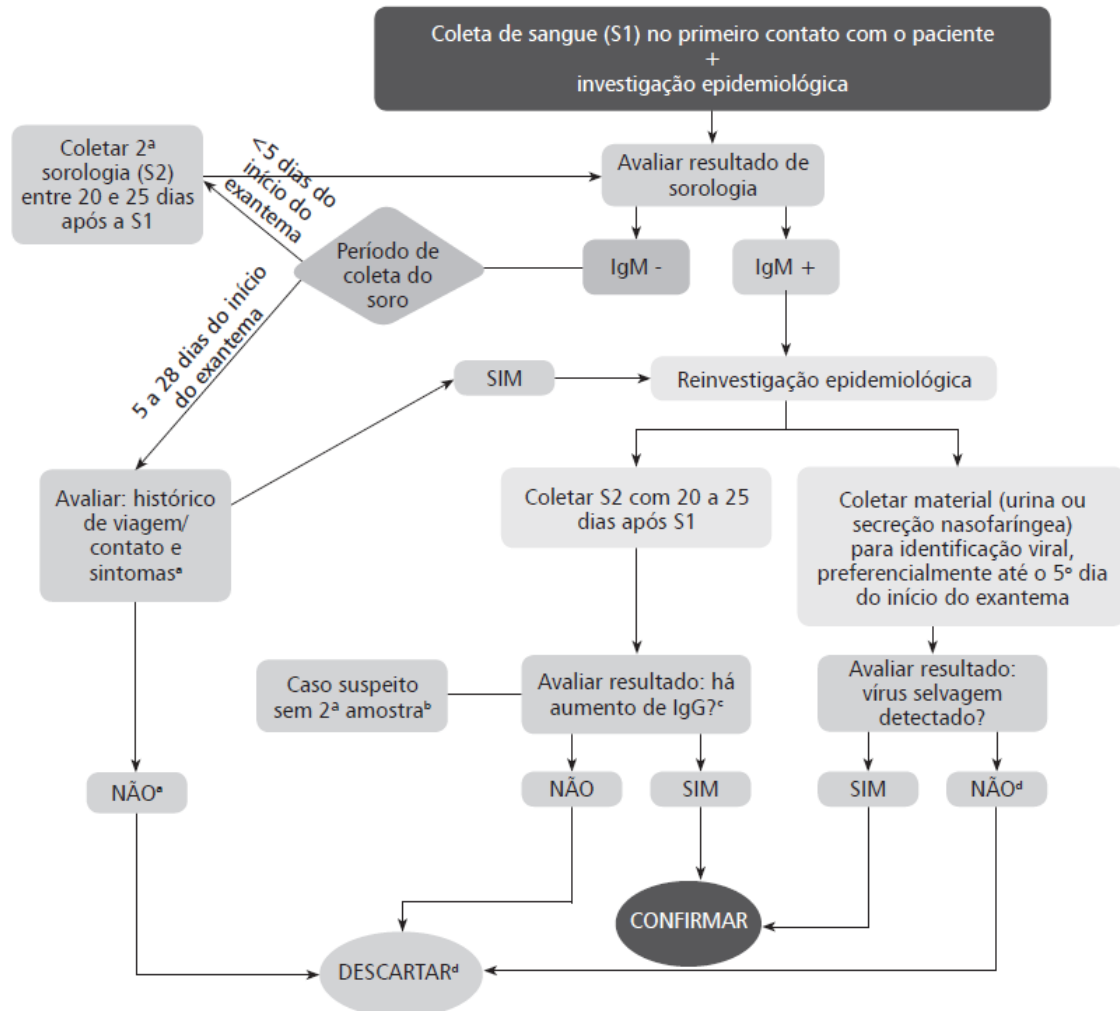 Coleta de sangue (S1) no primeiro contato com o paciente
+
investigação epidemiológica
Coletar 2ª
sorologia (S2)
entre 20 e 25 dias
após a S1
<5 dias do
início do
exantema
Avaliar resultado de
sorologia
Período de
coleta do
soro
IgM -
IgM +
5 a 28 dias do início
do exantema
SIM
Reinvestigação epidemiológica
Avaliar: histórico
de viagem/
contato e
sintomasª
Coletar S2 com 20 a 25
dias após S1
Coletar material (urina ou
secreção nasofaríngea)
para identificação viral,
preferencialmente até o 5º dia
do início do exantema
Caso suspeito
sem 2ª amostraᵇ
Avaliar resultado: há
aumento de IgG?ᶜ
Avaliar resultado:
vírus selvagem
detectado?
NÃOª
NÃO
SIM
SIM
NÃOᵈ
CONFIRMAR
DESCARTARᵈ